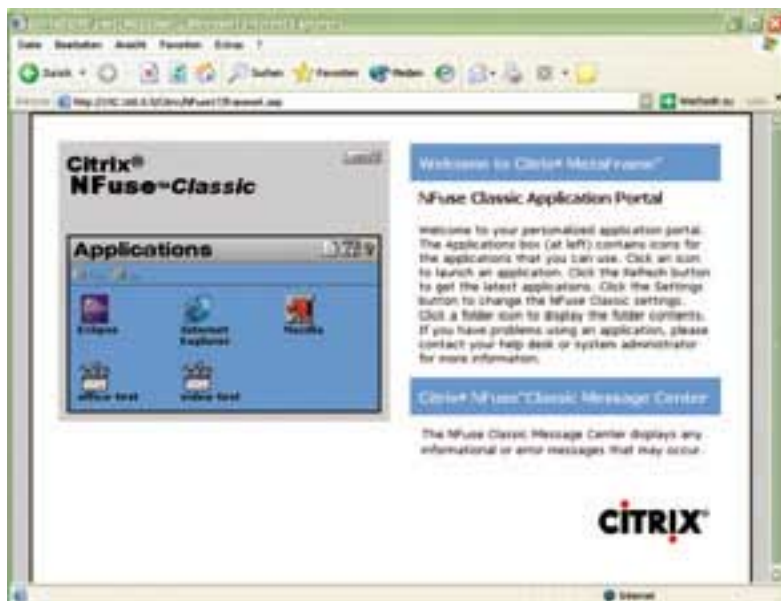 Datei Bearbeiten Ansicht Favoriten Extras ?
Zurück Suchen Favoriten Medien
Wechseln zu
Citrix®
NFuse™Classic
Applications
Eclipse
Internet Explorer
Mozilla
office-test
video-test
Welcome to Citrix® MetaFrame™
NFuse Classic Application Portal
Welcome to your personalized application portal.
The Applications box (at left) contains icons for
the applications that you can use. Click an icon
to launch an application. Click the Refresh button
to get the latest applications. Click the Settings
button to change the NFuse Classic settings.
Click a folder icon to display the folder contents.
If you have problems using an application, please
contact your help desk or system administrator
for more information.
Citrix® NFuse™Classic Message Center
The NFuse Classic Message Center displays any
informational or error messages that may occur.
CITRIX®
Internet